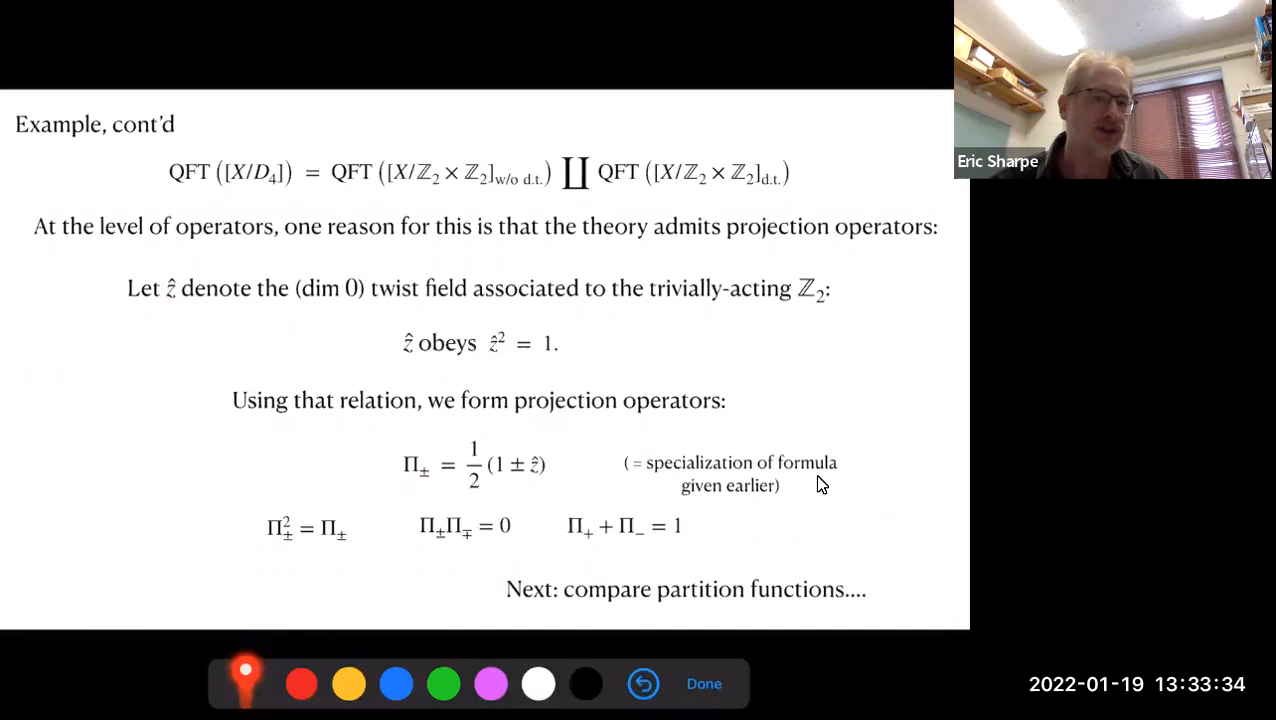 Example, cont'd
QFT ([X/D₄]) = QFT ([X/ℤ₂ × ℤ₂]w/o d.t.) ∐ QFT ([X/ℤ₂ × ℤ₂]d.t.)
At the level of operators, one reason for this is that the theory admits projection operators:
Let ẑ denote the (dim 0) twist field associated to the trivially-acting ℤ₂:
ẑ obeys ẑ² = 1.
Using that relation, we form projection operators:
Π± = 1/2 (1 ± ẑ)
( = specialization of formula
given earlier)
Π±² = Π± Π±Π∓ = 0 Π₊ + Π₋ = 1
Next: compare partition functions....
Eric Sharpe
Done
2022-01-19 13:33:34